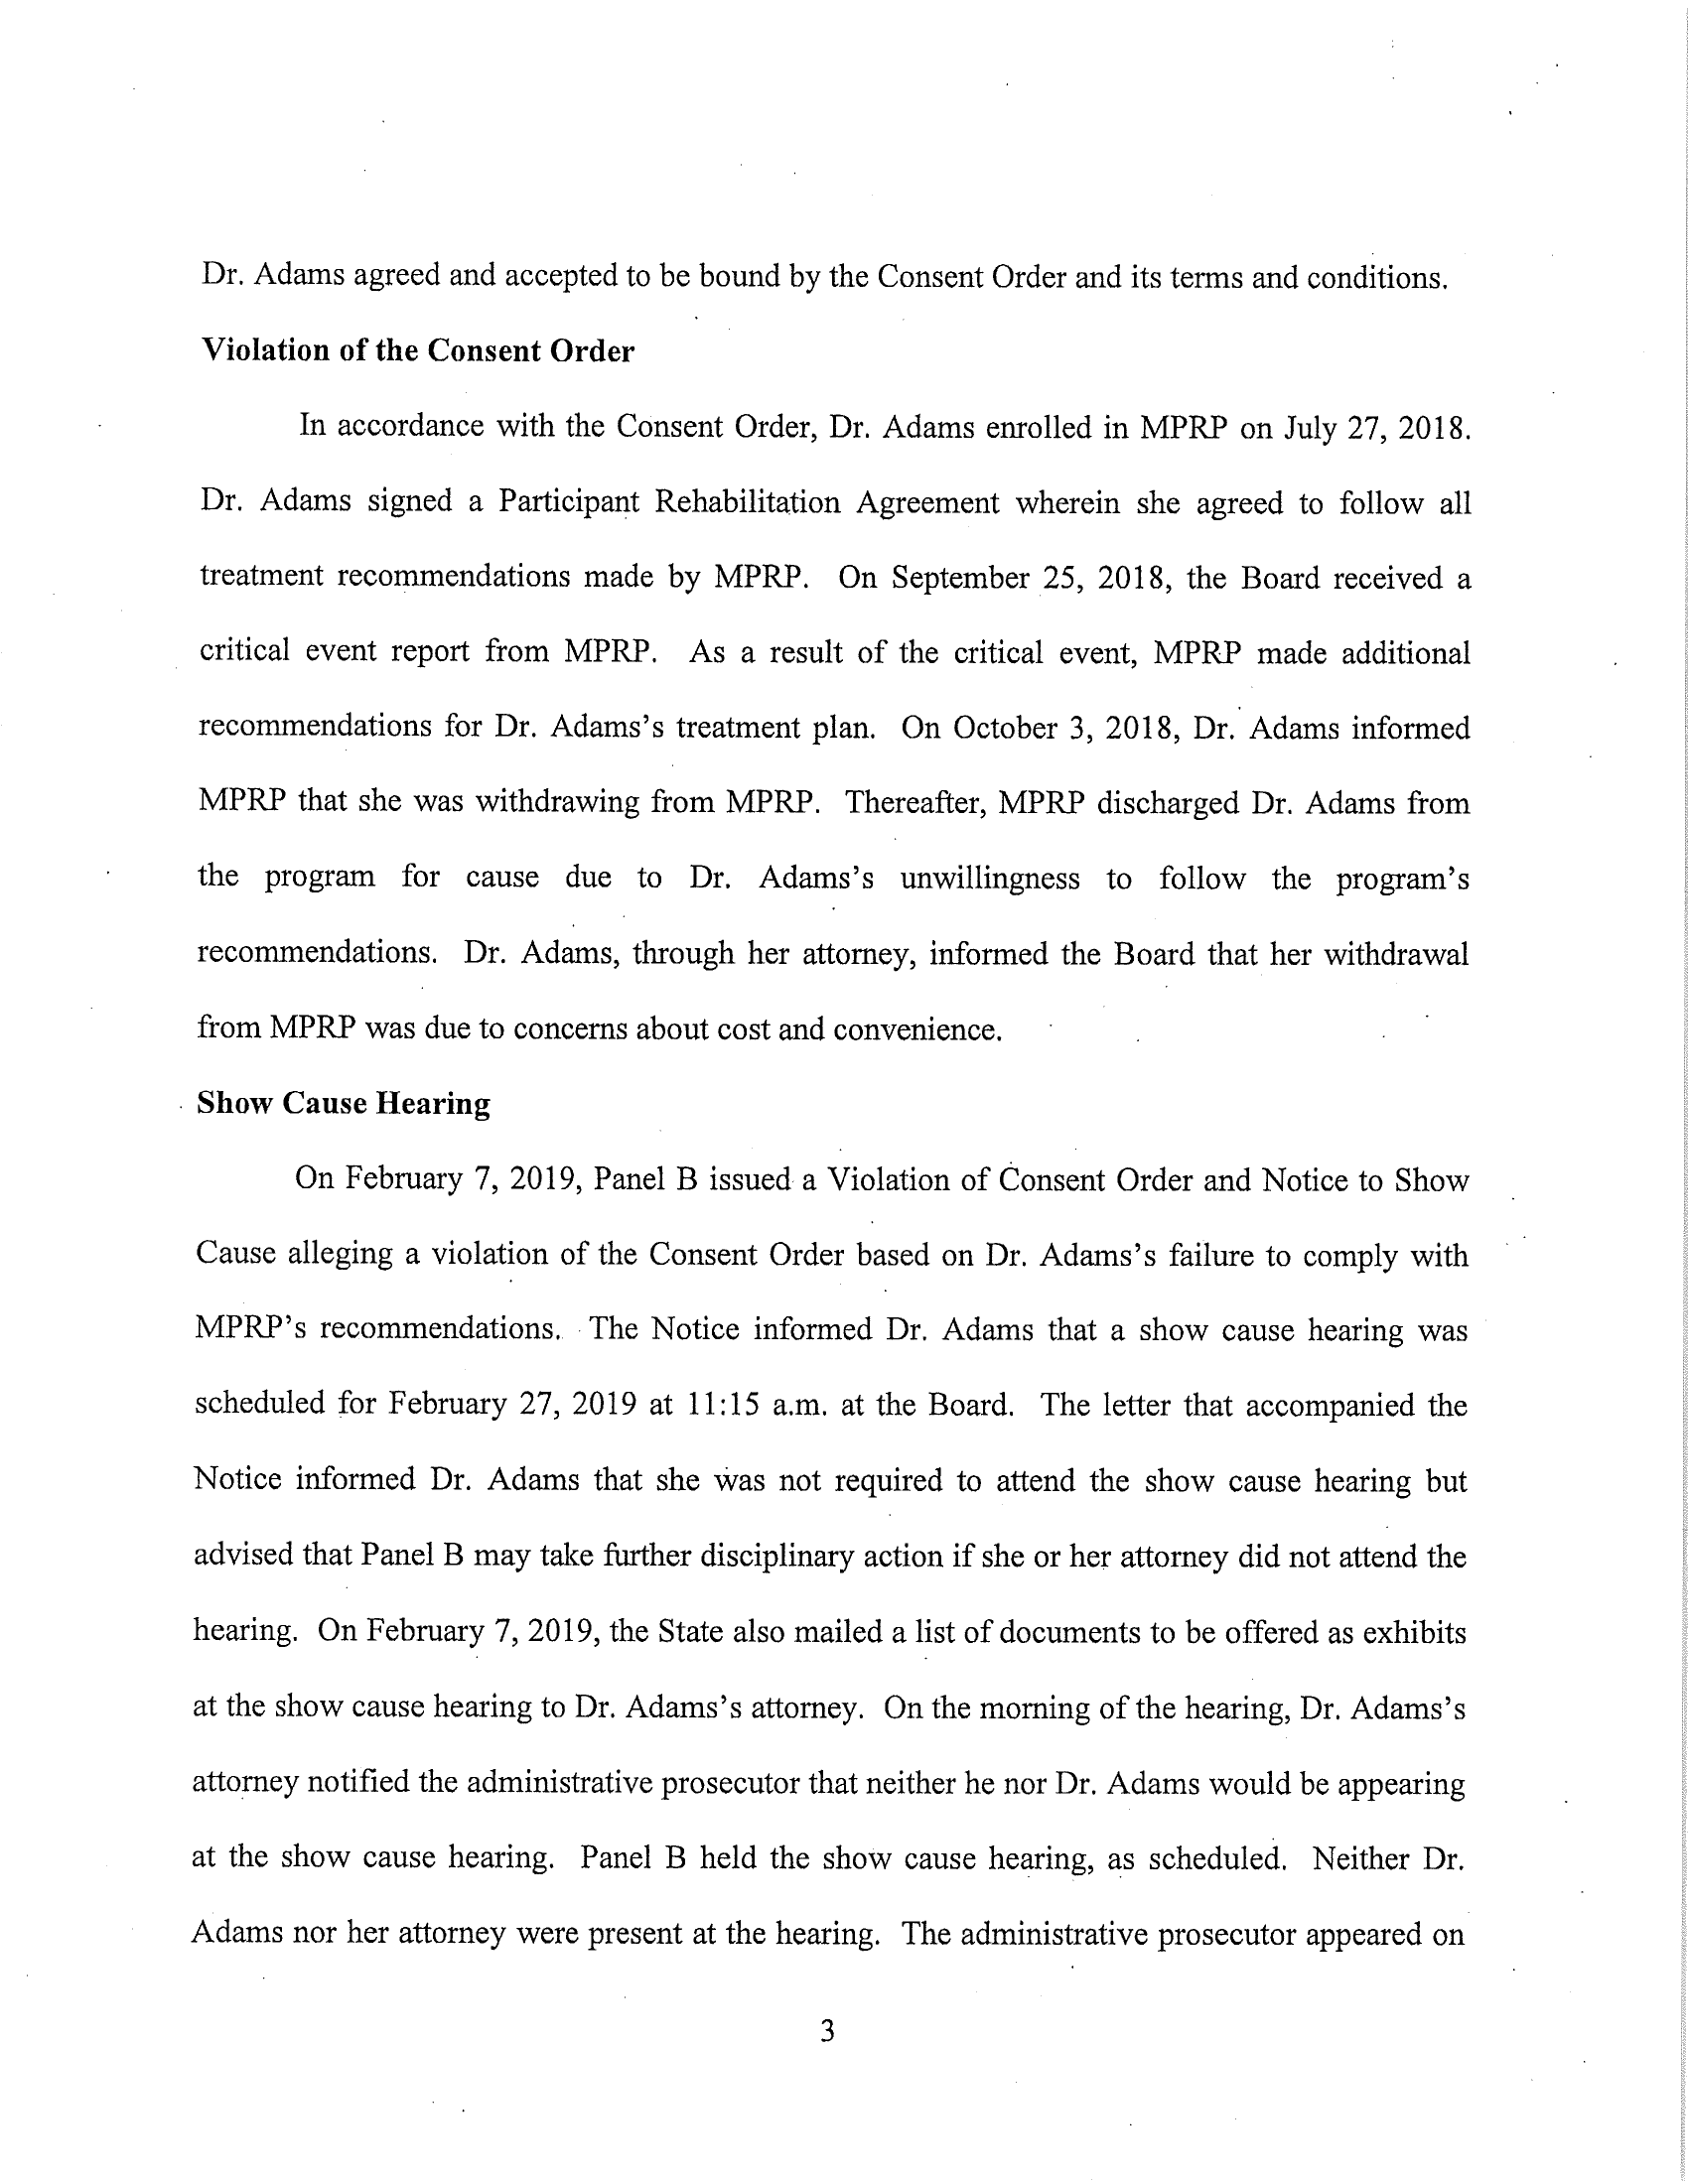 Dr. Adams agreed and accepted to be bound by the Consent Order and its terms and conditions.
Violation of the Consent Order
In accordance with the Consent Order, Dr. Adams enrolled in MPRP on July 27, 2018.
Dr. Adams signed a Participant Rehabilitation Agreement wherein she agreed to follow all
treatment recommendations made by MPRP. On September 25, 2018, the Board received a
critical event report from MPRP. As a result of the critical event, MPRP made additional
recommendations for Dr. Adams's treatment plan. On October 3, 2018, Dr. Adams informed
MPRP that she was withdrawing from MPRP. Thereafter, MPRP discharged Dr. Adams from
the program for cause due to Dr. Adams's unwillingness to follow the program's
recommendations. Dr. Adams, through her attorney, informed the Board that her withdrawal
from MPRP was due to concerns about cost and convenience.
Show Cause Hearing
On February 7, 2019, Panel B issued a Violation of Consent Order and Notice to Show
Cause alleging a violation of the Consent Order based on Dr. Adams's failure to comply with
MPRP's recommendations. The Notice informed Dr. Adams that a show cause hearing was
scheduled for February 27, 2019 at 11:15 a.m. at the Board. The letter that accompanied the
Notice informed Dr. Adams that she was not required to attend the show cause hearing but
advised that Panel B may take further disciplinary action if she or her attorney did not attend the
hearing. On February 7, 2019, the State also mailed a list of documents to be offered as exhibits
at the show cause hearing to Dr. Adams's attorney. On the morning of the hearing, Dr. Adams's
attorney notified the administrative prosecutor that neither he nor Dr. Adams would be appearing
at the show cause hearing. Panel B held the show cause hearing, as scheduled. Neither Dr.
Adams nor her attorney were present at the hearing. The administrative prosecutor appeared on
3